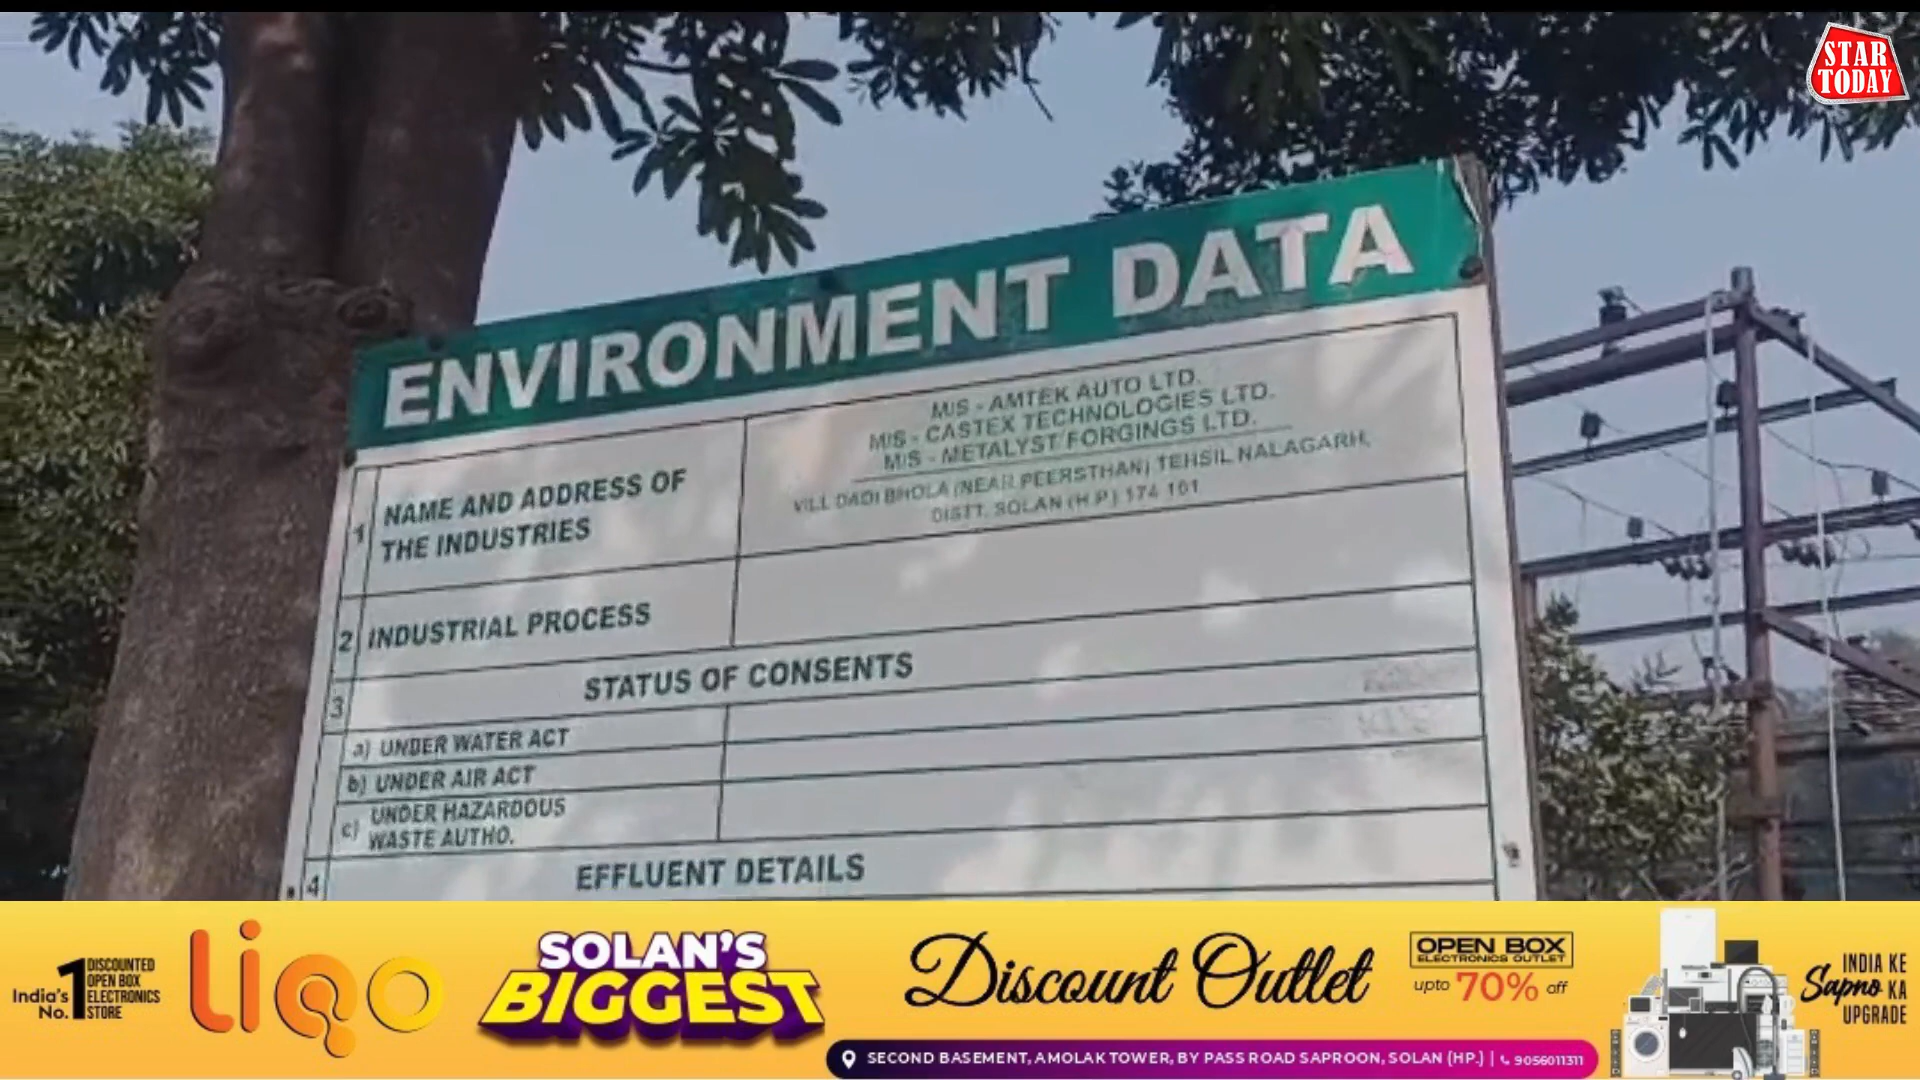 STAR
TODAY
ENVIRONMENT DATA
1
NAME AND ADDRESS OF
THE INDUSTRIES
M/S - AMTEK AUTO LTD.
M/S - CASTEX TECHNOLOGIES LTD.
M/S - METALYST FORGINGS LTD.
VILL DADI BHOLA (NEAR PEERSTHAN) TEHSIL NALAGARH,
DISTT. SOLAN (H.P.) 174 101
2 INDUSTRIAL PROCESS
3 STATUS OF CONSENTS
a) UNDER WATER ACT
b) UNDER AIR ACT
c) UNDER HAZARDOUS
WASTE AUTHO.
4 EFFLUENT DETAILS
India's No. 1 DISCOUNTED
OPEN BOX
ELECTRONICS
STORE
liqo
SOLAN'S
BIGGEST
Discount Outlet
OPEN BOX
ELECTRONICS OUTLET
upto 70% off
INDIA KE
Sapno KA
UPGRADE
SECOND BASEMENT, AMOLAK TOWER, BY PASS ROAD SAPROON, SOLAN (HP.) | 9056011311